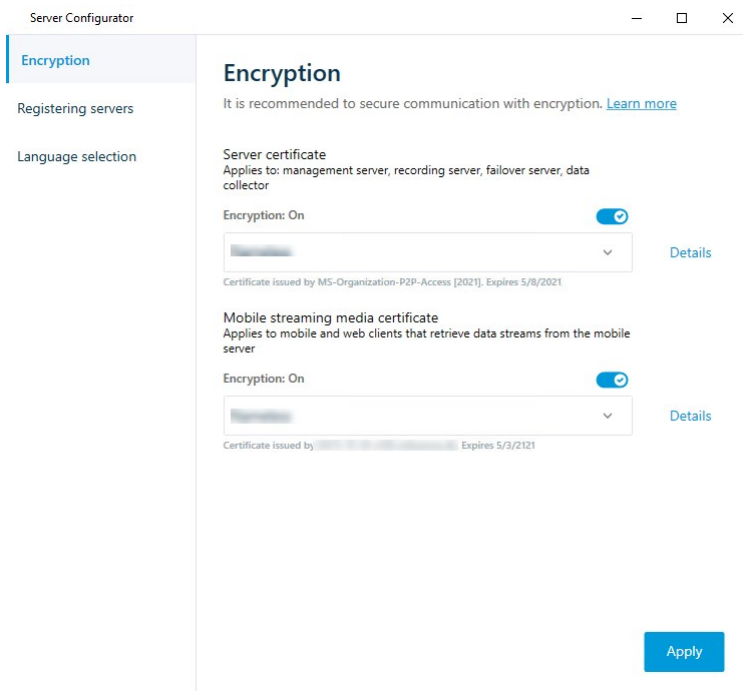 Server Configurator
Encryption
Registering servers
Language selection
Encryption
It is recommended to secure communication with encryption. Learn more
Server certificate
Applies to: management server, recording server, failover server, data
collector
Encryption: On
Details
Certificate issued by MS-Organization-P2P-Access [2021]. Expires 5/8/2021
Mobile streaming media certificate
Applies to mobile and web clients that retrieve data streams from the mobile
server
Encryption: On
Details
Certificate issued by Expires 5/3/2121
Apply